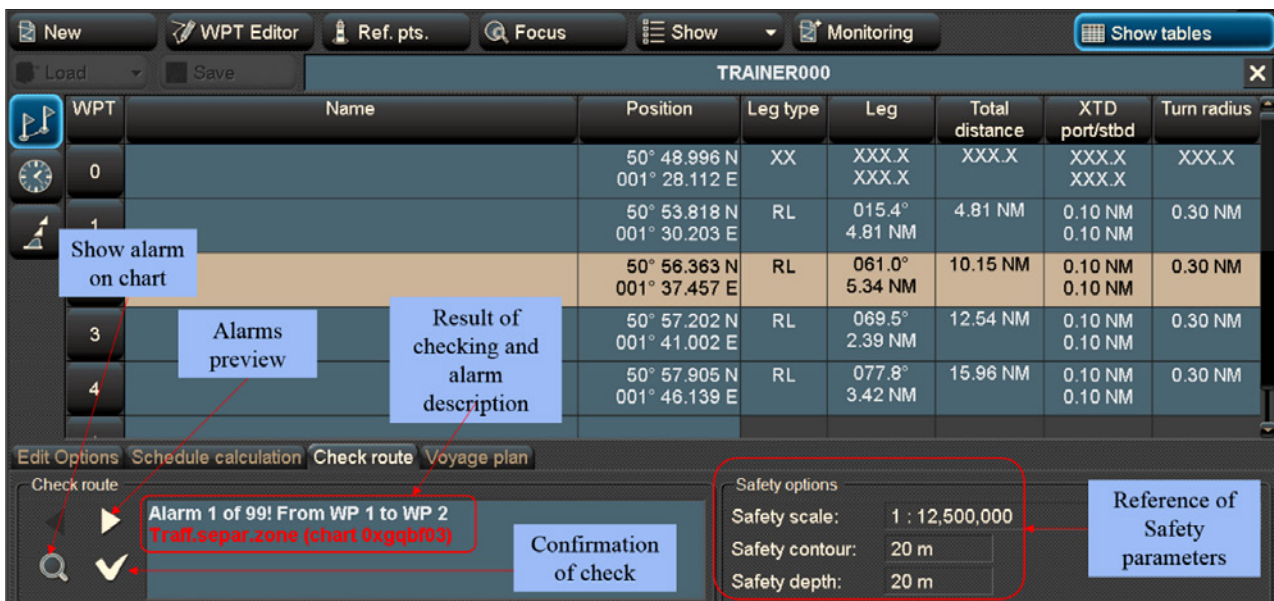 New WPT Editor Ref. pts. Focus Show Monitoring Show tables
Load Save TRAINER000
WPT Name Position Leg type Leg Total distance XTD port/stbd Turn radius
0 50° 48.996 N XX XXX.X XXX.X XXX.X XXX.X
001° 28.112 E XXX.X XXX.X
1 50° 53.818 N RL 015.4° 4.81 NM 0.10 NM 0.30 NM
001° 30.203 E 4.81 NM 0.10 NM
Show alarm
on chart
50° 56.363 N RL 061.0° 10.15 NM 0.10 NM 0.30 NM
001° 37.457 E 5.34 NM 0.10 NM
Alarms
preview
Result of
checking and
alarm
description
3 50° 57.202 N RL 069.5° 12.54 NM 0.10 NM 0.30 NM
001° 41.002 E 2.39 NM 0.10 NM
4 50° 57.905 N RL 077.8° 15.96 NM 0.10 NM 0.30 NM
001° 46.139 E 3.42 NM 0.10 NM
Edit Options Schedule calculation Check route Voyage plan
Check route
Alarm 1 of 99! From WP 1 to WP 2
Traff.separ.zone (chart 0xgqbf03)
Confirmation
of check
Safety options
Safety scale: 1 : 12,500,000
Safety contour: 20 m
Safety depth: 20 m
Reference of
Safety
parameters